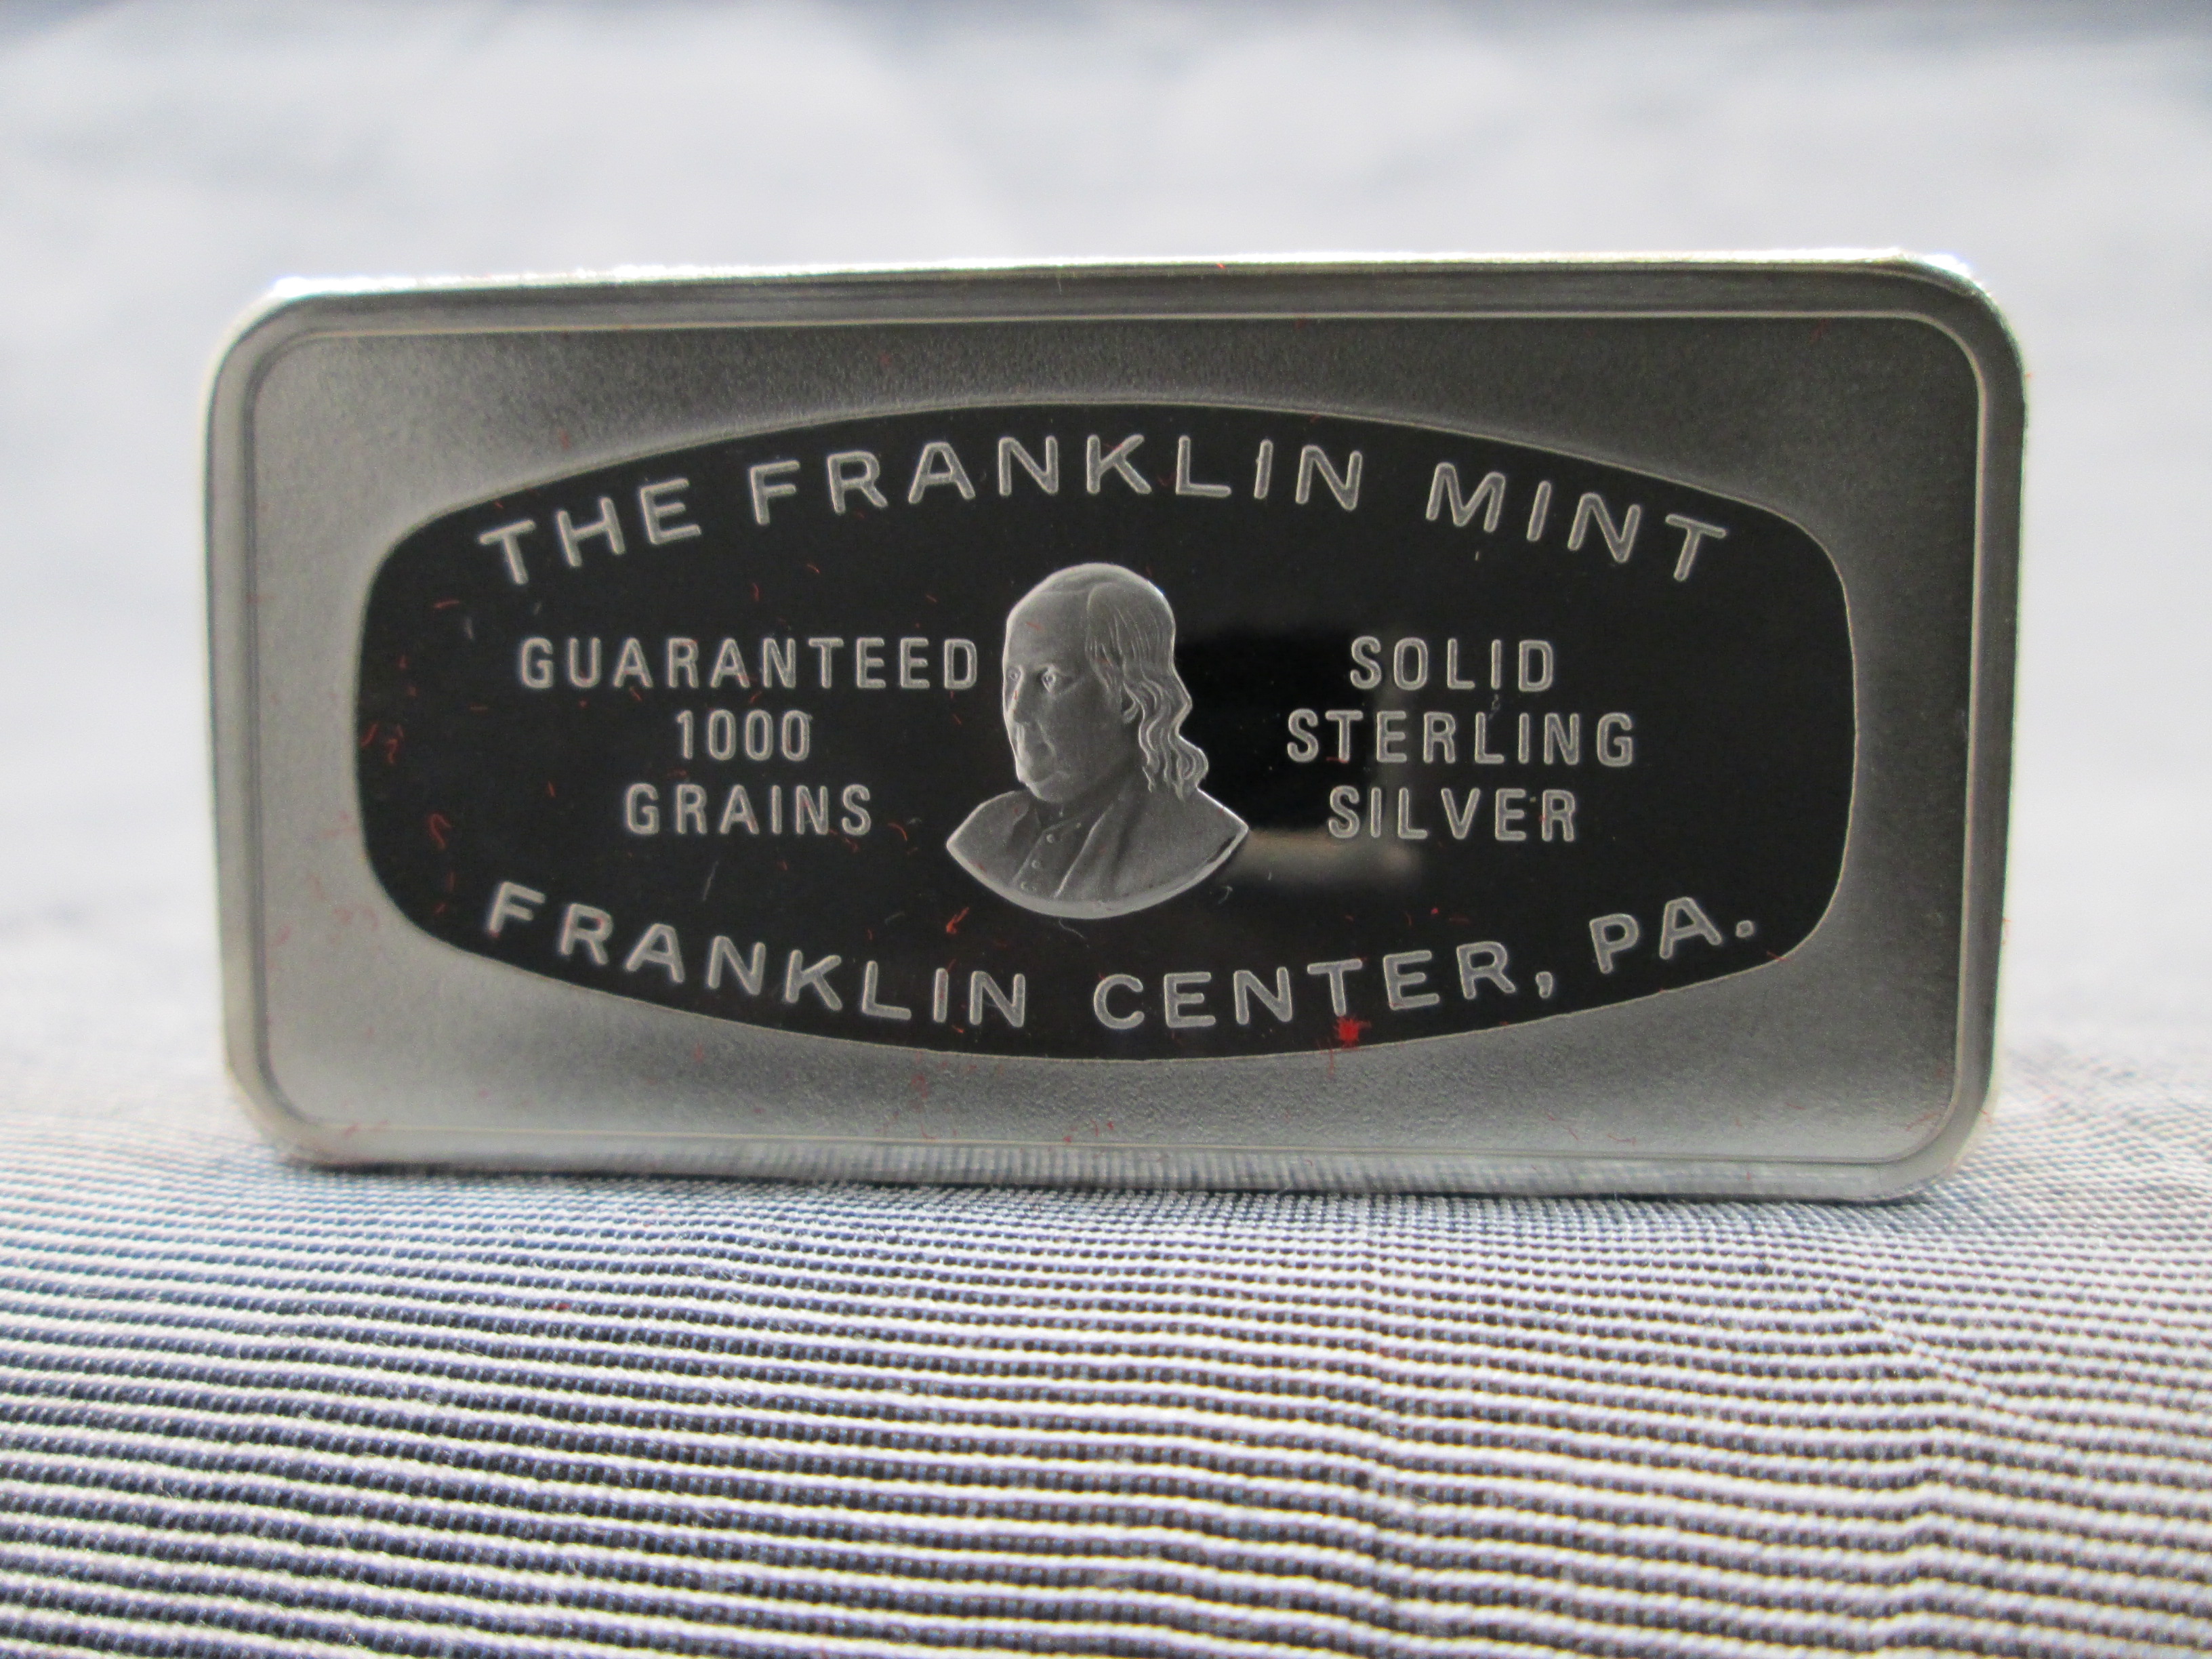 THE FRANKLIN MINT
GUARANTEED
1000
GRAINS
SOLID
STERLING
SILVER
FRANKLIN CENTER, PA.